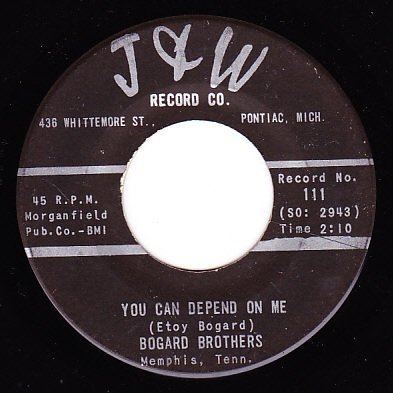 J & W
RECORD CO.
436 WHITTEMORE ST., PONTIAC, MICH.
45 R.P.M.
Morganfield
Pub.Co.-BMI
Record No.
111
(SO: 2943)
Time 2:10
YOU CAN DEPEND ON ME
(Etoy Bogard)
BOGARD BROTHERS
Memphis, Tenn.